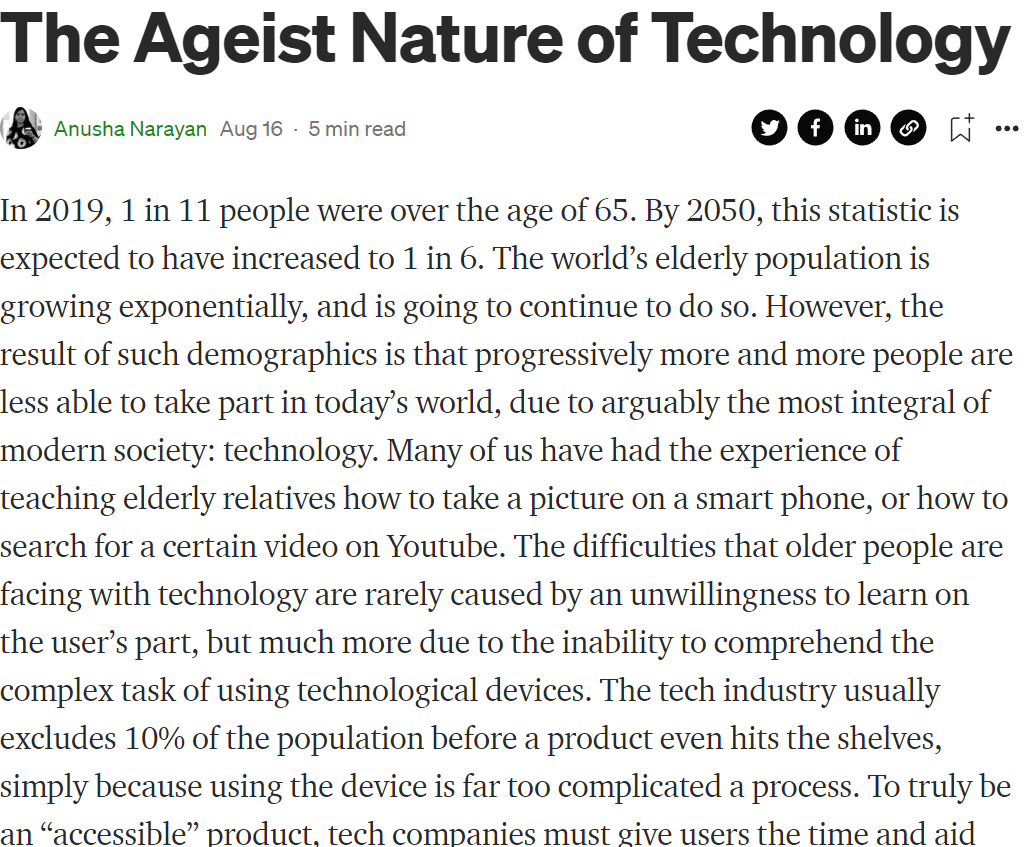 The Ageist Nature of Technology
Anusha Narayan Aug 16 · 5 min read
In 2019, 1 in 11 people were over the age of 65. By 2050, this statistic is
expected to have increased to 1 in 6. The world’s elderly population is
growing exponentially, and is going to continue to do so. However, the
result of such demographics is that progressively more and more people are
less able to take part in today’s world, due to arguably the most integral of
modern society: technology. Many of us have had the experience of
teaching elderly relatives how to take a picture on a smart phone, or how to
search for a certain video on Youtube. The difficulties that older people are
facing with technology are rarely caused by an unwillingness to learn on
the user’s part, but much more due to the inability to comprehend the
complex task of using technological devices. The tech industry usually
excludes 10% of the population before a product even hits the shelves,
simply because using the device is far too complicated a process. To truly be
an “accessible” product, tech companies must give users the time and aid